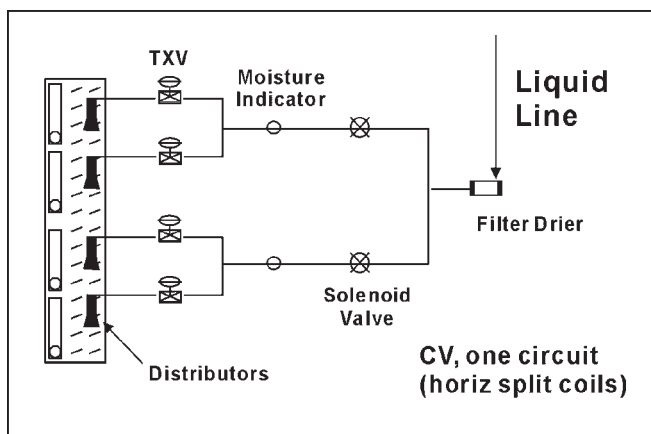 TXV
Moisture
Indicator
Liquid
Line
Filter Drier
Solenoid
Valve
Distributors
CV, one circuit
(horiz split coils)